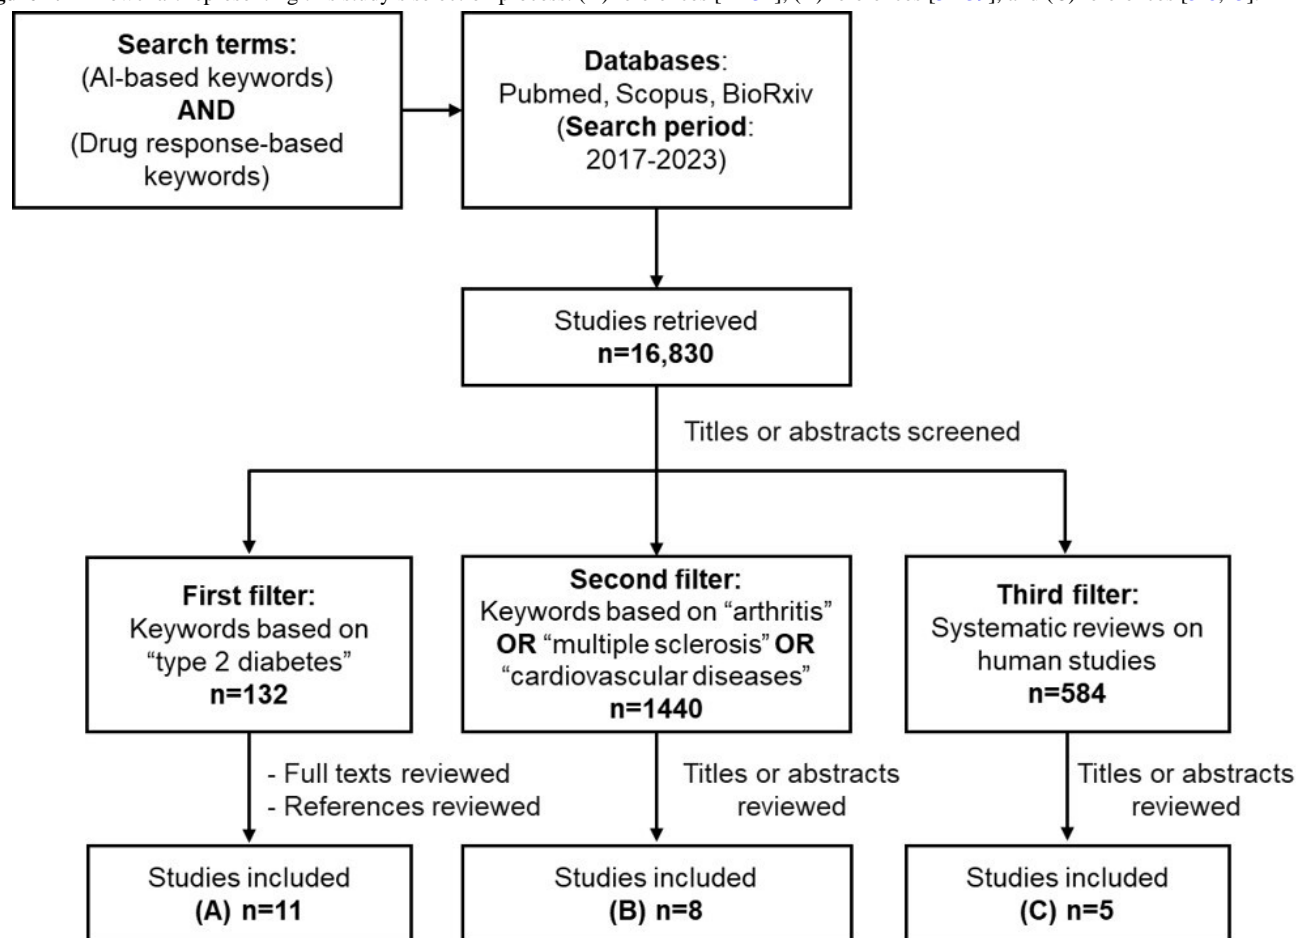 Search terms:
(AI-based keywords)
AND
(Drug response-based
keywords)
Databases:
Pubmed, Scopus, BioRxiv
(Search period:
2017-2023)
Studies retrieved
n=16,830
Titles or abstracts screened
First filter:
Keywords based on
“type 2 diabetes”
n=132
Second filter:
Keywords based on “arthritis”
OR “multiple sclerosis” OR
“cardiovascular diseases”
n=1440
Third filter:
Systematic reviews on
human studies
n=584
- Full texts reviewed
- References reviewed
Titles or abstracts
reviewed
Titles or abstracts
reviewed
Studies included
(A) n=11
Studies included
(B) n=8
Studies included
(C) n=5